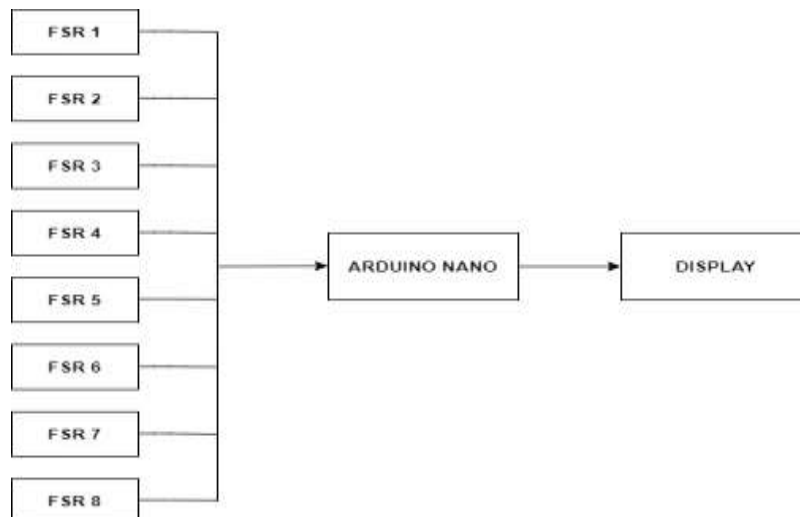 FSR 1
FSR 2
FSR 3
FSR 4
FSR 5
FSR 6
FSR 7
FSR 8
ARDUINO NANO
DISPLAY